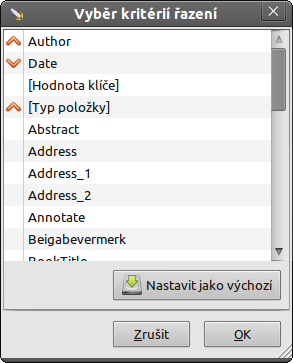 Výběr kritérií řazení
Author
Date
[Hodnota klíče]
[Typ položky]
Abstract
Address
Address_1
Address_2
Annotate
Beigabevermerk
BookTitle
Nastavit jako výchozí
Zrušit
OK